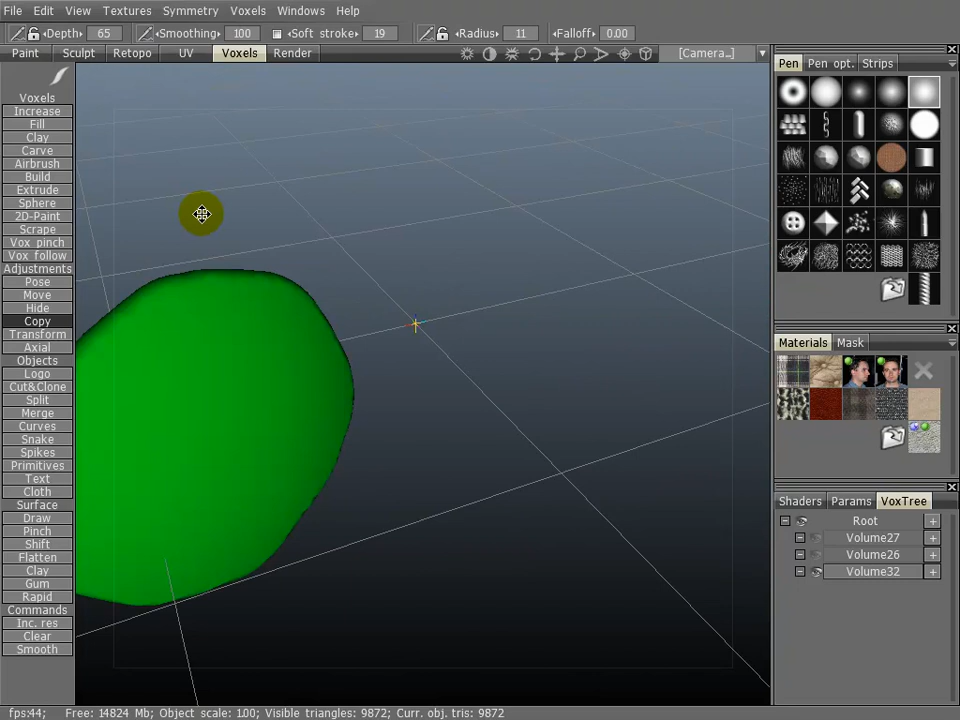 File Edit View Textures Symmetry Voxels Windows Help
Depth: 65 Smoothing: 100 Soft stroke: 19 Radius: 11 Falloff: 0.00
Paint Sculpt Retopo UV Voxels Render [Camera..]
Voxels
Increase
Fill
Clay
Carve
Airbrush
Build
Extrude
Sphere
2D-Paint
Scrape
Vox pinch
Vox follow
Adjustments
Pose
Move
Hide
Copy
Transform
Axial
Objects
Logo
Cut&Clone
Split
Merge
Curves
Snake
Spikes
Primitives
Text
Cloth
Surface
Draw
Pinch
Shift
Flatten
Clay
Gum
Rapid
Commands
Inc. res
Clear
Smooth
Pen Pen opt. Strips
Materials Mask
Shaders Params VoxTree
Root +
Volume27 +
Volume26 +
Volume32 +
fps:44; Free: 14824 Mb; Object scale: 1.00; Visible triangles: 9872; Curr. obj. tris: 9872